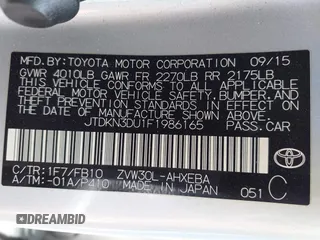 MFD.BY: TOYOTA MOTOR CORPORATION 09/15
GVWR 4010LB GAWR FR 2270LB RR 2175LB
THIS VEHICLE CONFORMS TO ALL APPLICABLE
FEDERAL MOTOR VEHICLE SAFETY, BUMPER AND
THEFT PREVENTION STANDARDS IN EFFECT ON
THE DATE OF MANUFACTURE SHOWN ABOVE.
JTDKN3DU1F1986165 PASS.CAR
C/TR:1F7/FB10 ZVW30L-AHXEBA
A/TM:-01A/P410 MADE IN JAPAN
TOYOTA
051 C
DRIVEDAT